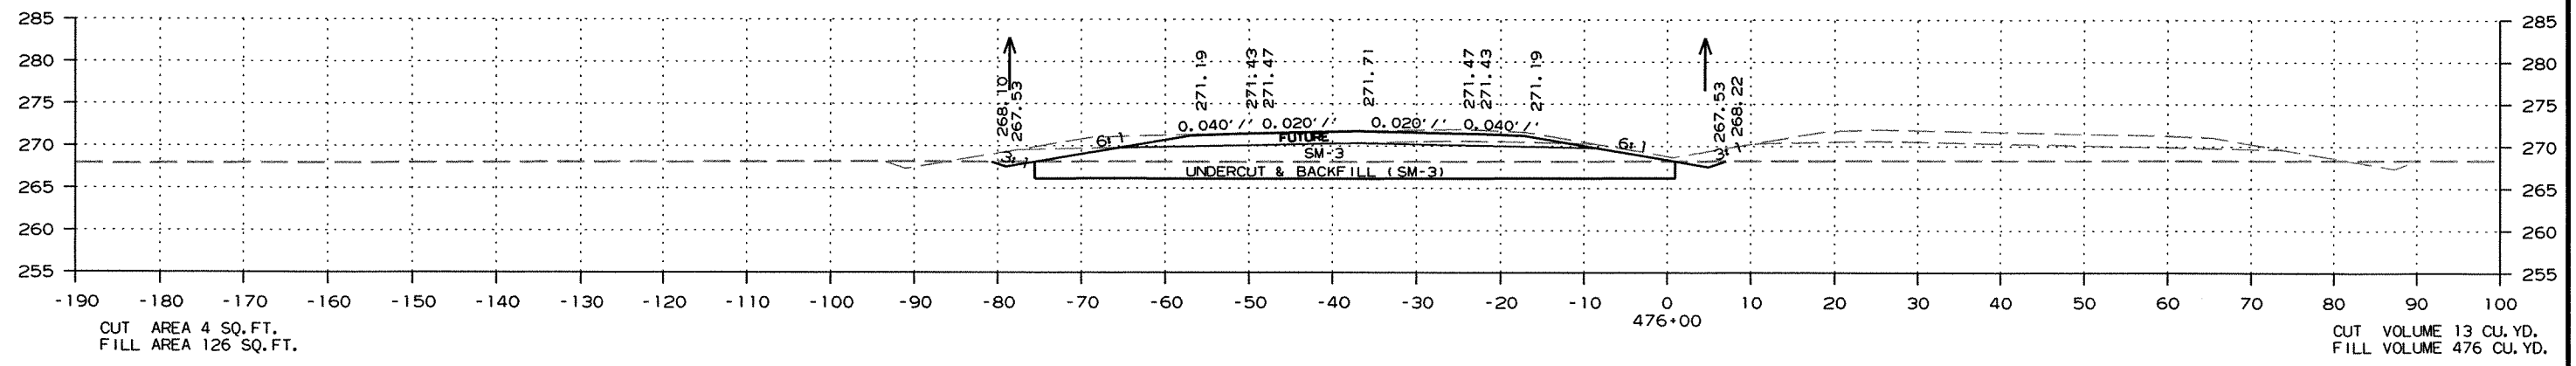 285 285
280 280
275 275
270 270
265 265
260 260
255 255
268.10 267.53 271.19 271.43 271.47 271.71 271.47 271.43 271.19 267.53 268.22
0.040'/' 0.020'/' 0.020'/' 0.040'/'
6:1 FUTURE 6:1
3:1 SM-3 3:1
UNDERCUT & BACKFILL (SM-3)
-190 -180 -170 -160 -150 -140 -130 -120 -110 -100 -90 -80 -70 -60 -50 -40 -30 -20 -10 0 10 20 30 40 50 60 70 80 90 100
476+00
CUT AREA 4 SQ.FT.
FILL AREA 126 SQ.FT.
CUT VOLUME 13 CU.YD.
FILL VOLUME 476 CU.YD.